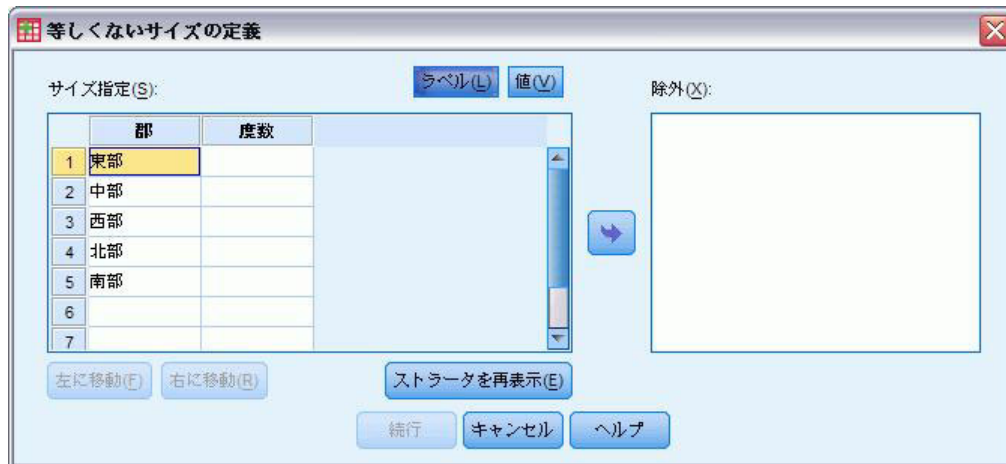 等しくないサイズの定義
サイズ指定(S):
ラベル(L) 値(V)
除外(X):
郡 度数
1 東部
2 中部
3 西部
4 北部
5 南部
6
7
左に移動(F) 右に移動(R) ストラータを再表示(E)
続行 キャンセル ヘルプ